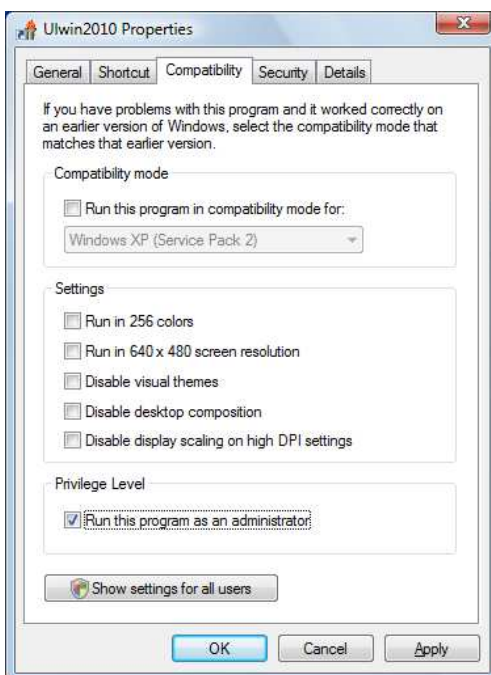 Ulwin2010 Properties
General
Shortcut
Compatibility
Security
Details
If you have problems with this program and it worked correctly on
an earlier version of Windows, select the compatibility mode that
matches that earlier version.
Compatibility mode
Run this program in compatibility mode for:
Windows XP (Service Pack 2)
Settings
Run in 256 colors
Run in 640 x 480 screen resolution
Disable visual themes
Disable desktop composition
Disable display scaling on high DPI settings
Privilege Level
Run this program as an administrator
Show settings for all users
OK
Cancel
Apply